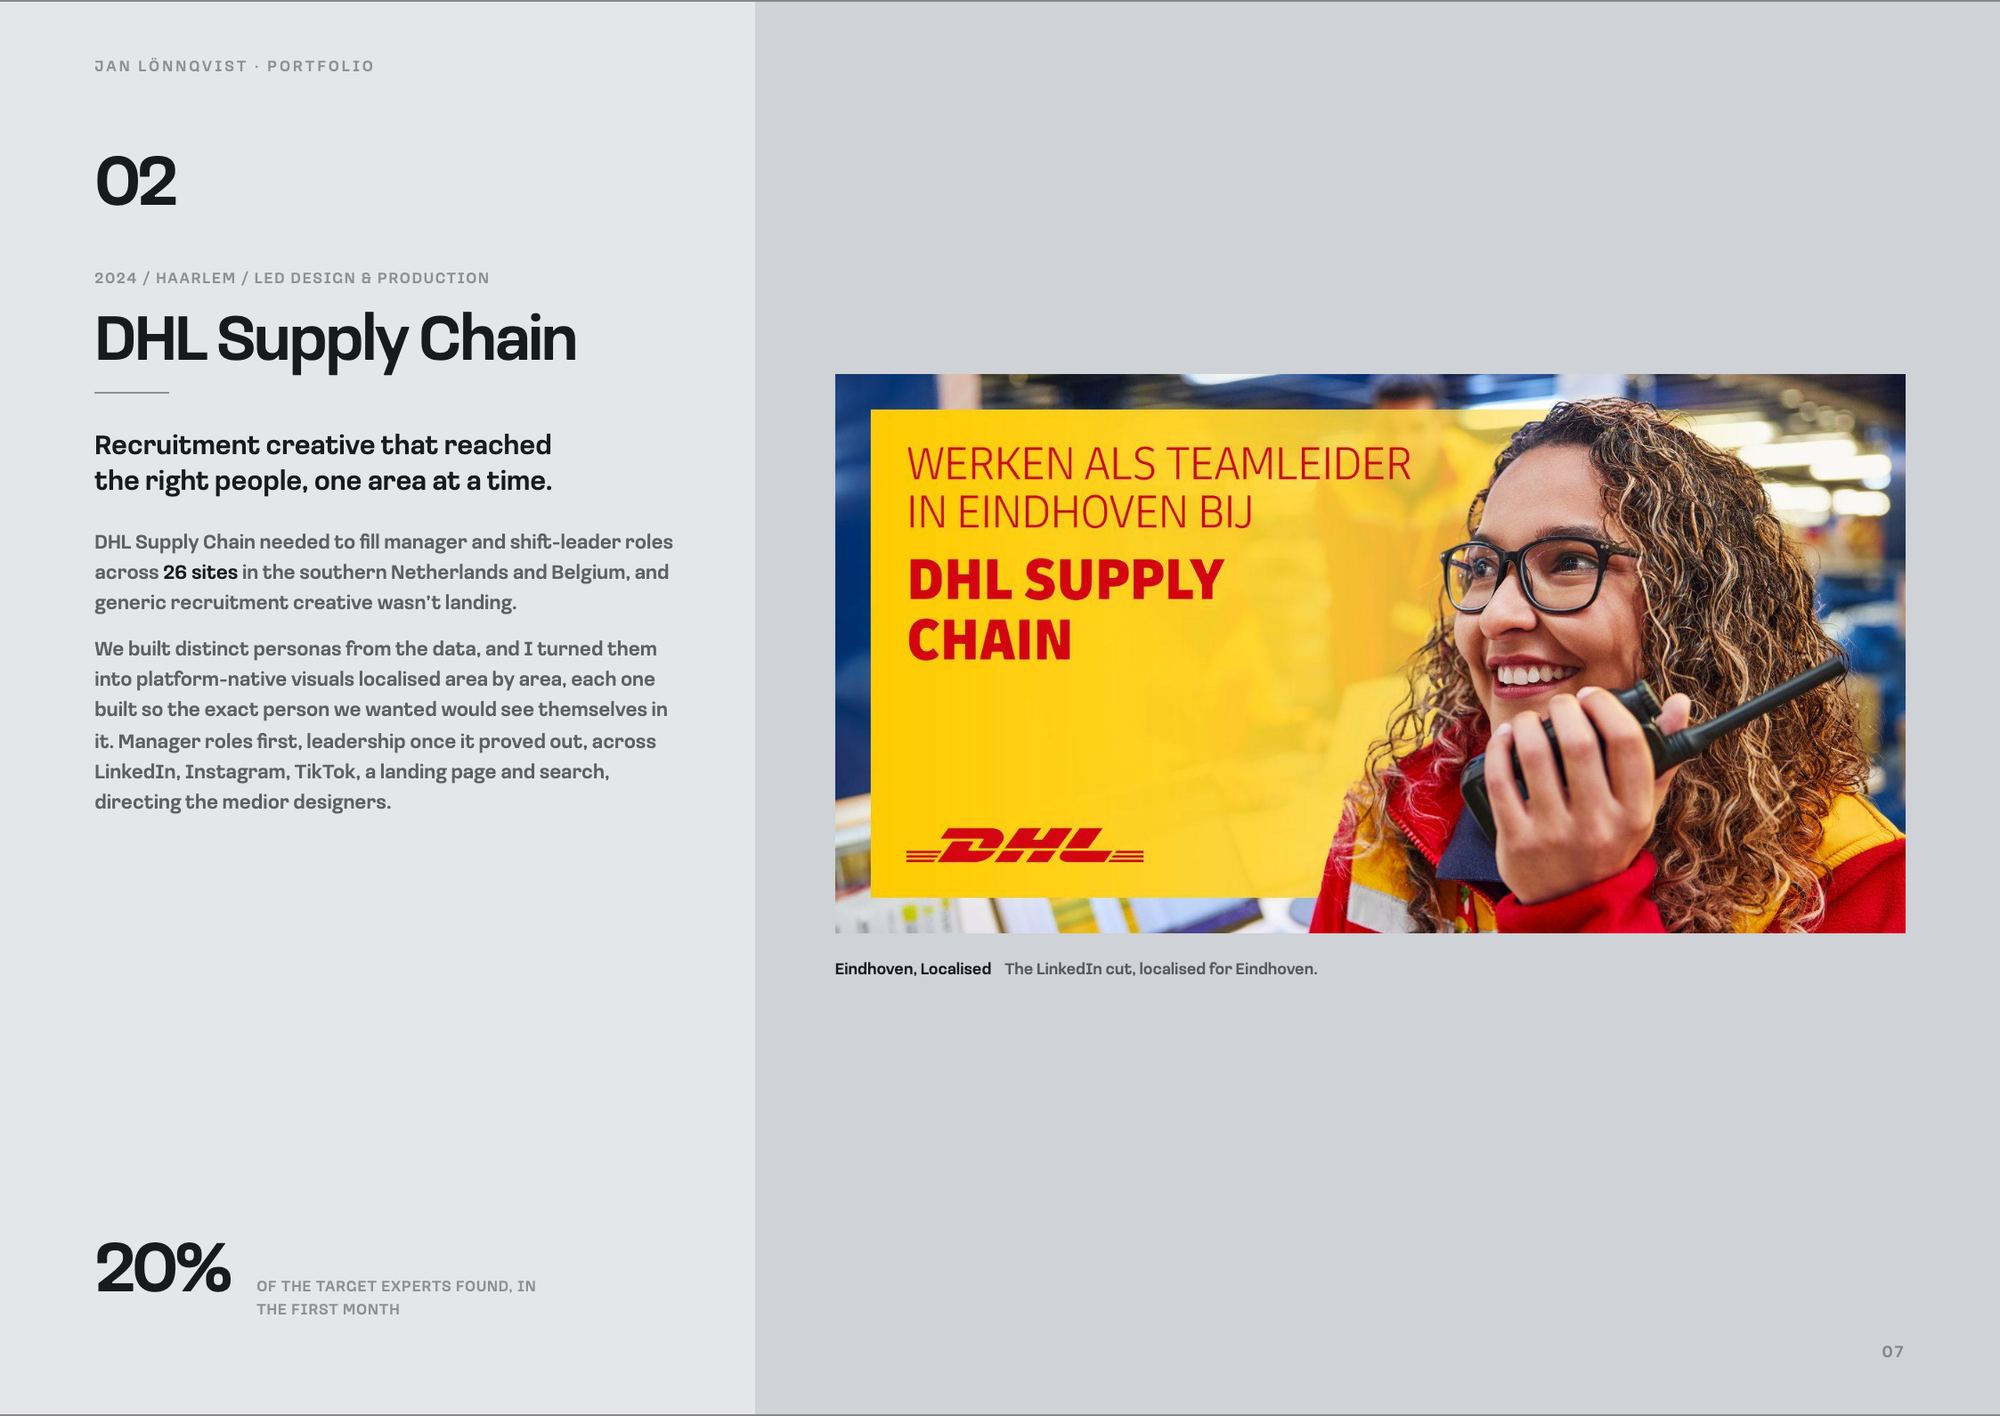 JAN LÖNNQVIST · PORTFOLIO
02
2024 / HAARLEM / LED DESIGN & PRODUCTION
DHL Supply Chain
Recruitment creative that reached
the right people, one area at a time.
DHL Supply Chain needed to fill manager and shift-leader roles
across 26 sites in the southern Netherlands and Belgium, and
generic recruitment creative wasn’t landing.
We built distinct personas from the data, and I turned them
into platform-native visuals localised area by area, each one
built so the exact person we wanted would see themselves in
it. Manager roles first, leadership once it proved out, across
LinkedIn, Instagram, TikTok, a landing page and search,
directing the medior designers.
20%
OF THE TARGET EXPERTS FOUND, IN
THE FIRST MONTH
WERKEN ALS TEAMLEIDER
IN EINDHOVEN BIJ
DHL SUPPLY
CHAIN
DHL
Eindhoven, Localised The LinkedIn cut, localised for Eindhoven.
07